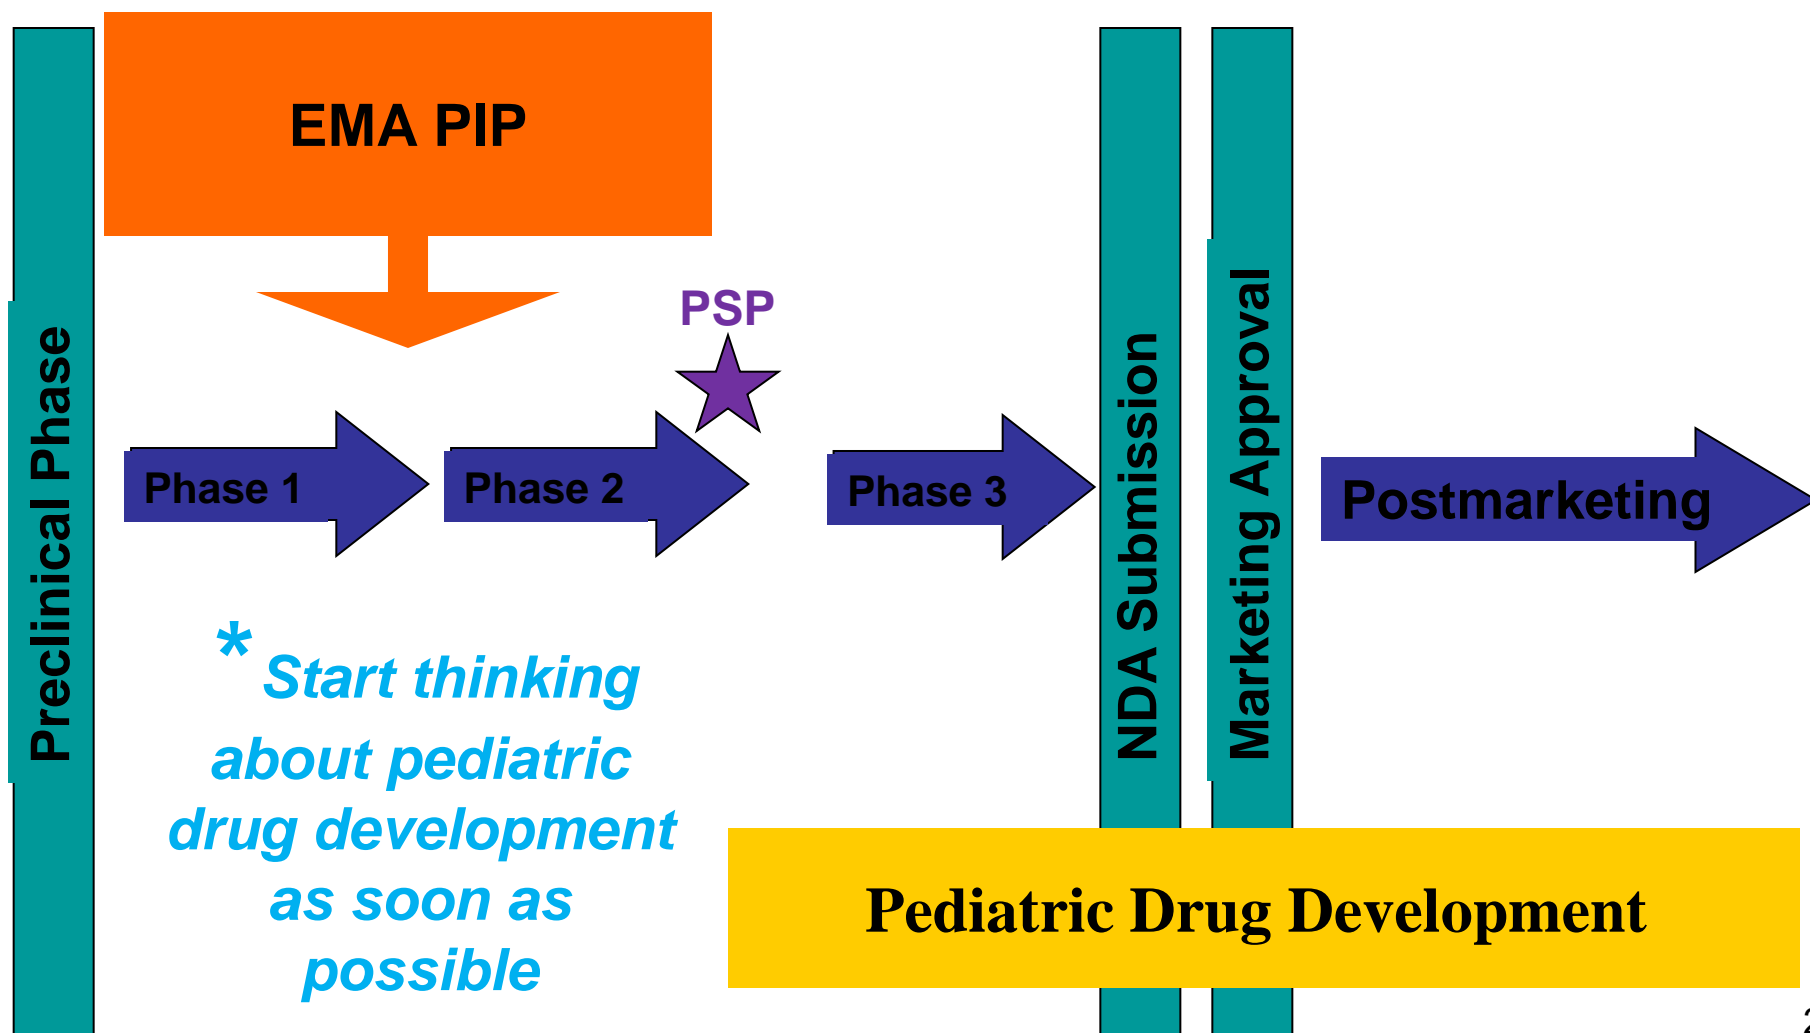 EMA PIP
PSP
Preclinical Phase
Phase 1
Phase 2
Phase 3
NDA Submission
Marketing Approval
Postmarketing
* Start thinking
about pediatric
drug development
as soon as
possible
Pediatric Drug Development